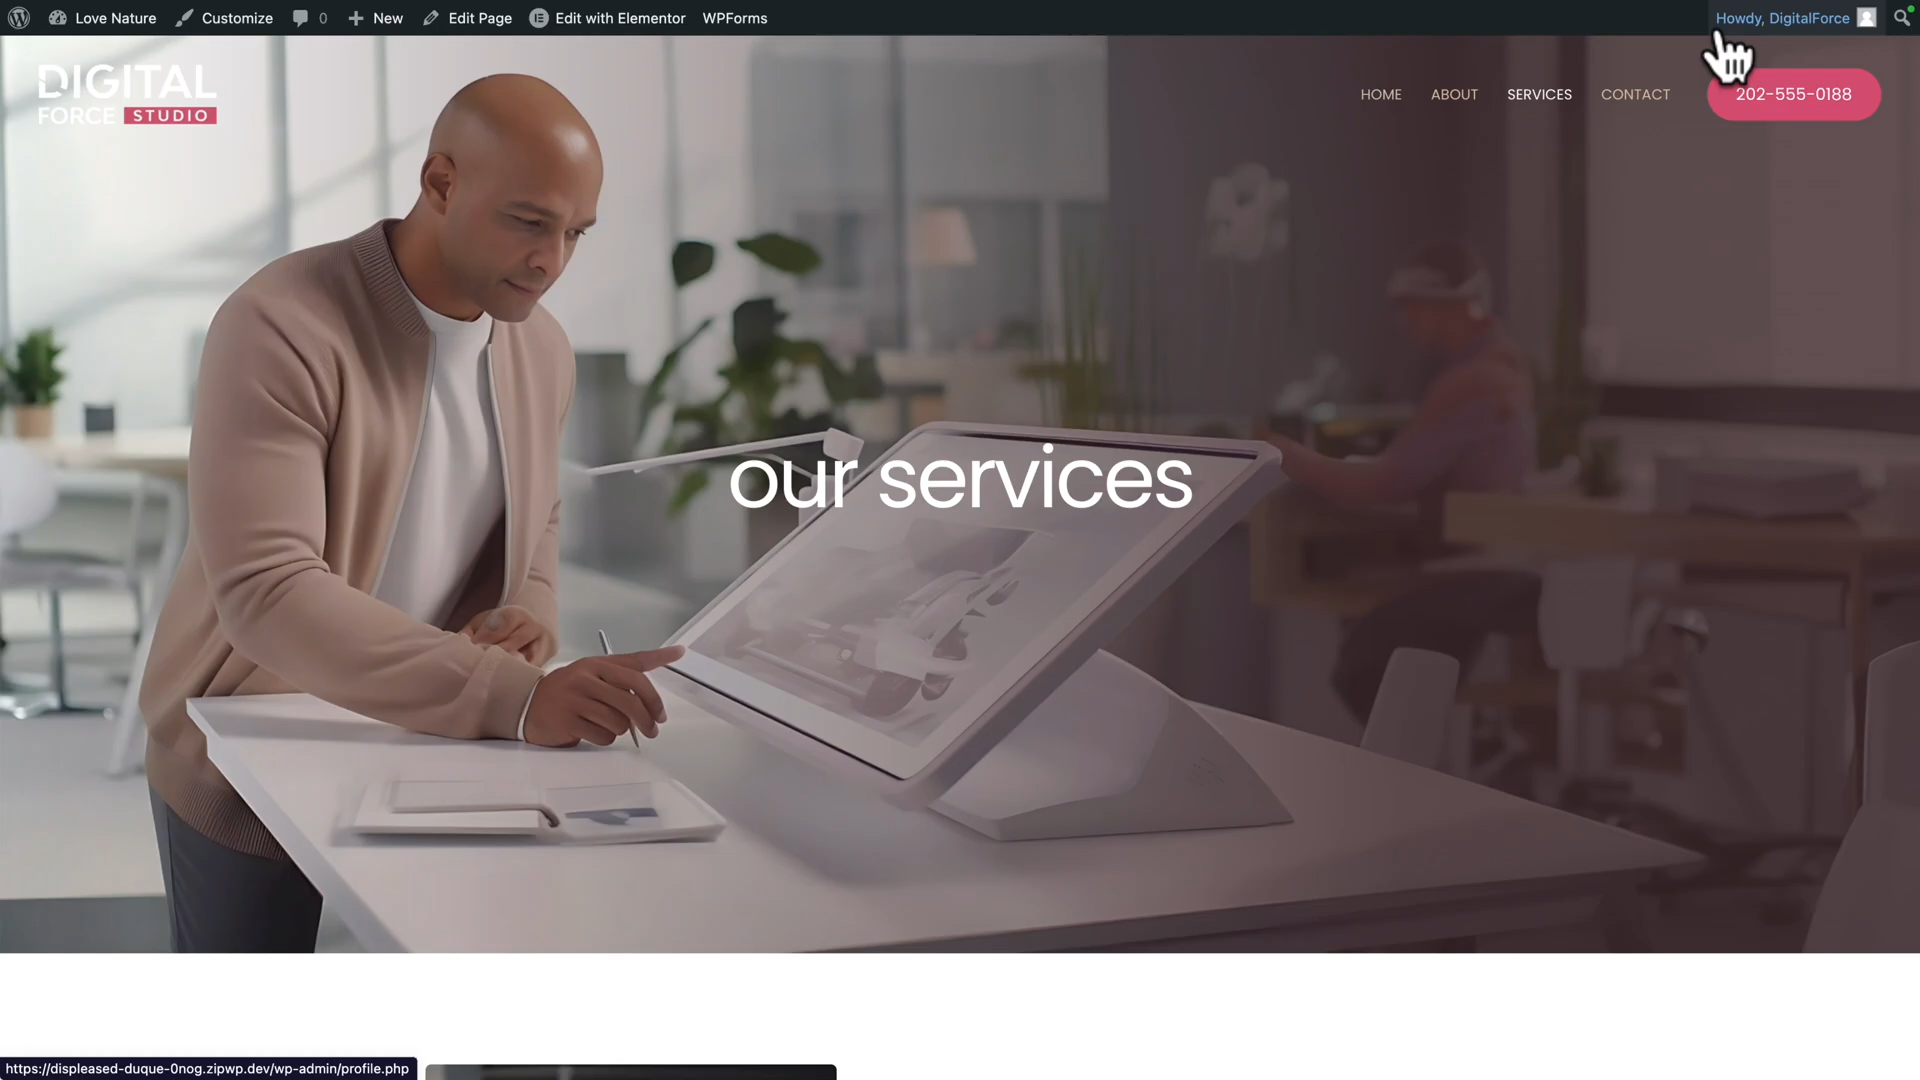 Love Nature Customize 0 New Edit Page Edit with Elementor WPForms Howdy, DigitalForce
DIGITAL
FORCE STUDIO
HOME ABOUT SERVICES CONTACT 202-555-0188
our services
https://displeased-duque-0nog.zipwp.dev/wp-admin/profile.php